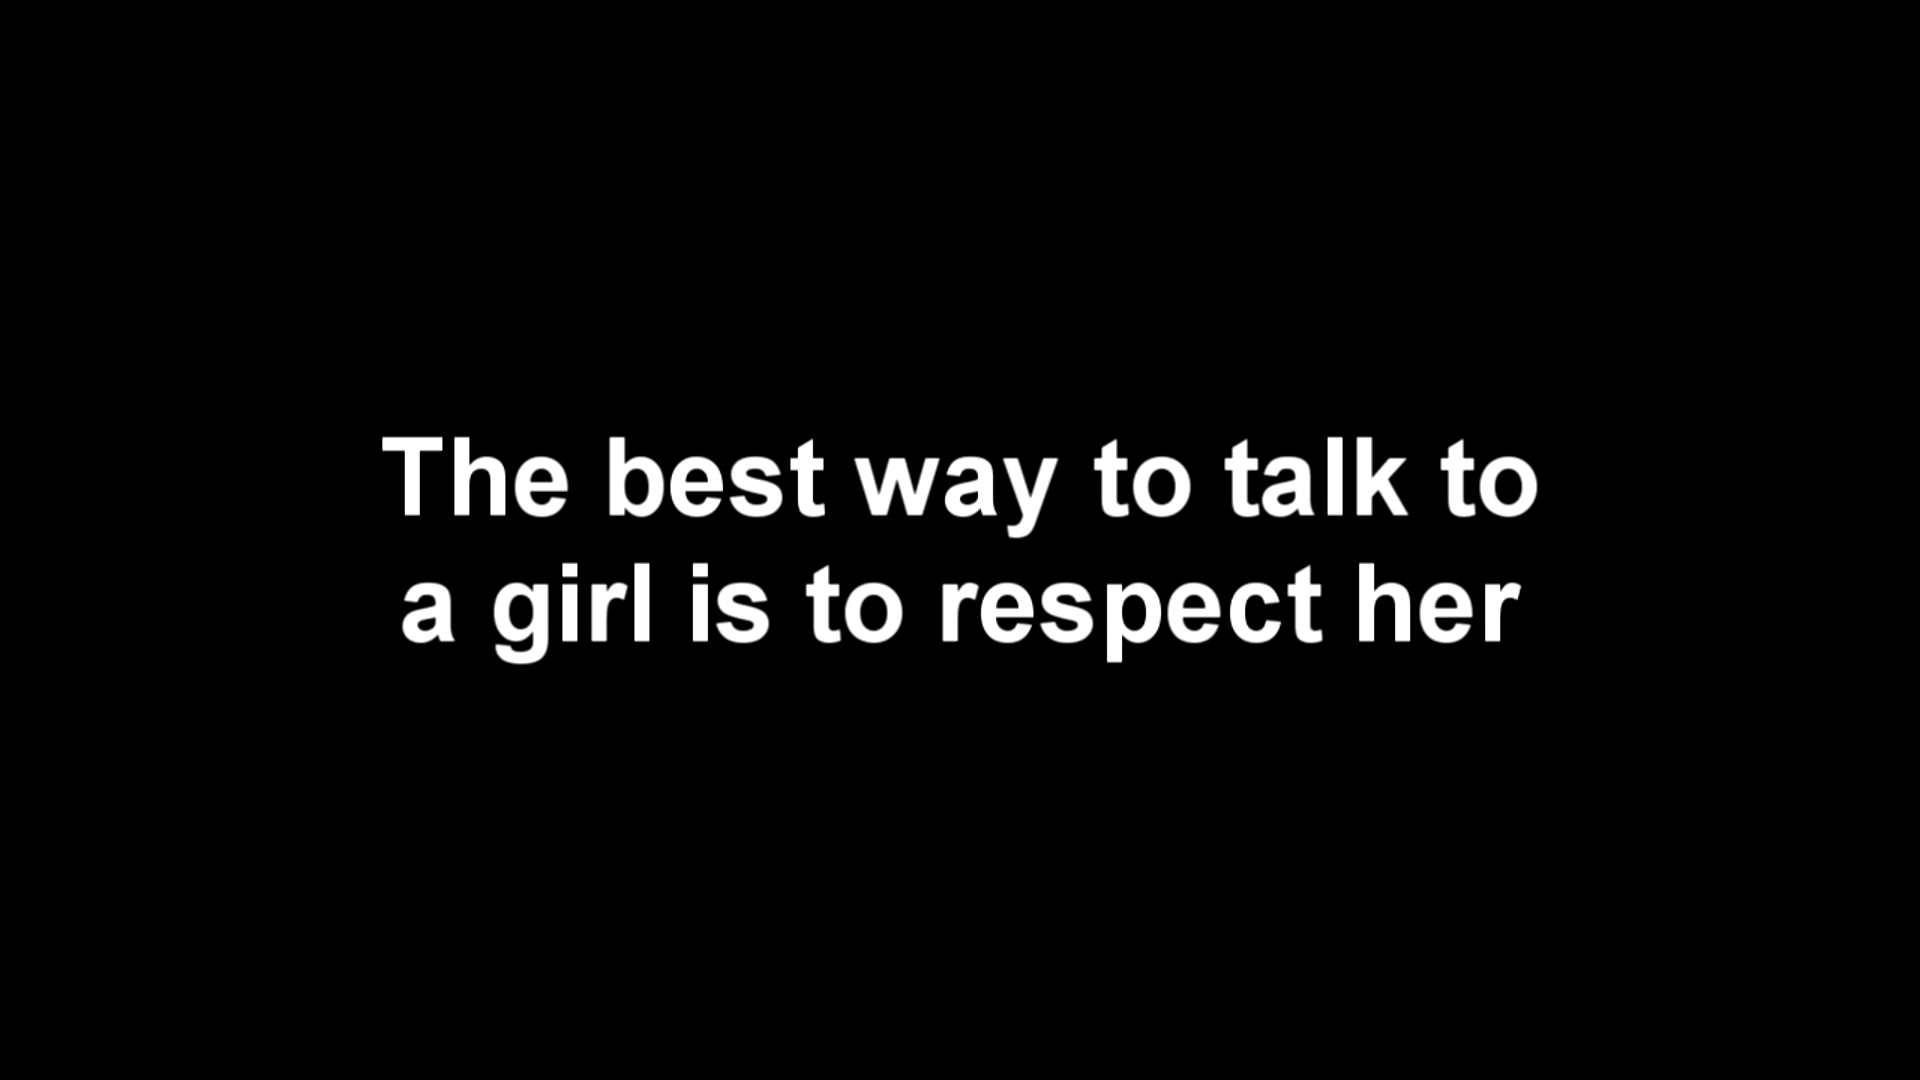 The best way to talk to
a girl is to respect her